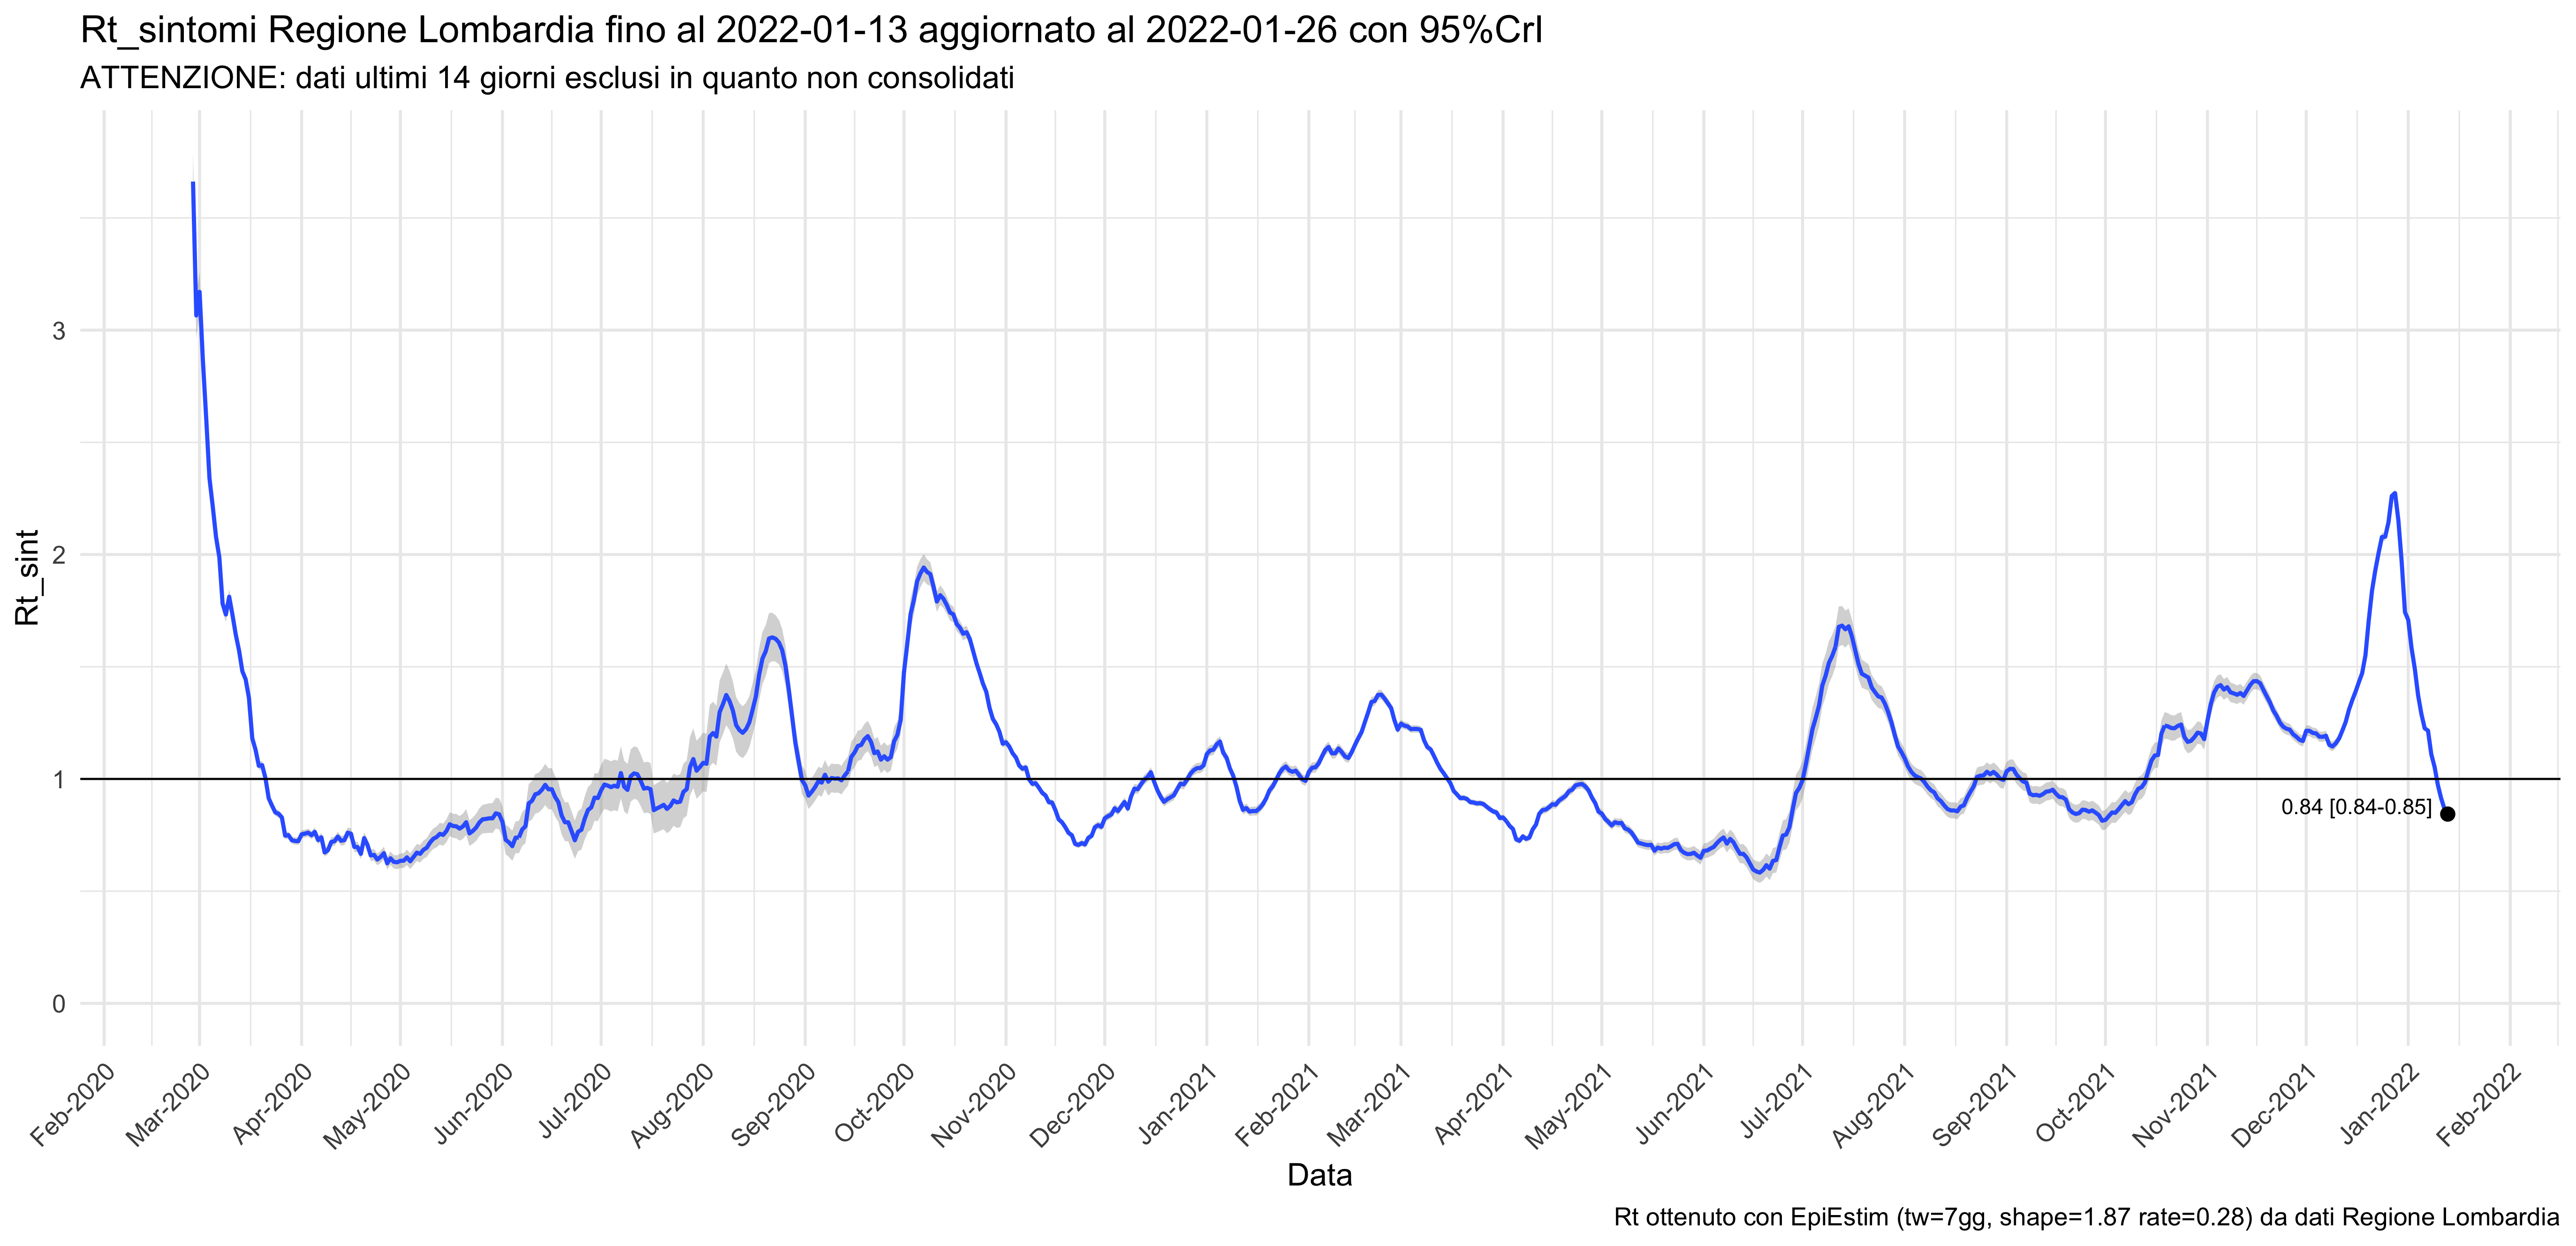 Rt_sintomi Regione Lombardia fino al 2022-01-13 aggiornato al 2022-01-26 con 95%CrI
ATTENZIONE: dati ultimi 14 giorni esclusi in quanto non consolidati
Rt_sint
3
2
1
0
0.84 [0.84-0.85]
Feb-2020
Mar-2020
Apr-2020
May-2020
Jun-2020
Jul-2020
Aug-2020
Sep-2020
Oct-2020
Nov-2020
Dec-2020
Jan-2021
Feb-2021
Mar-2021
Apr-2021
May-2021
Jun-2021
Jul-2021
Aug-2021
Sep-2021
Oct-2021
Nov-2021
Dec-2021
Jan-2022
Feb-2022
Data
Rt ottenuto con EpiEstim (tw=7gg, shape=1.87 rate=0.28) da dati Regione Lombardia